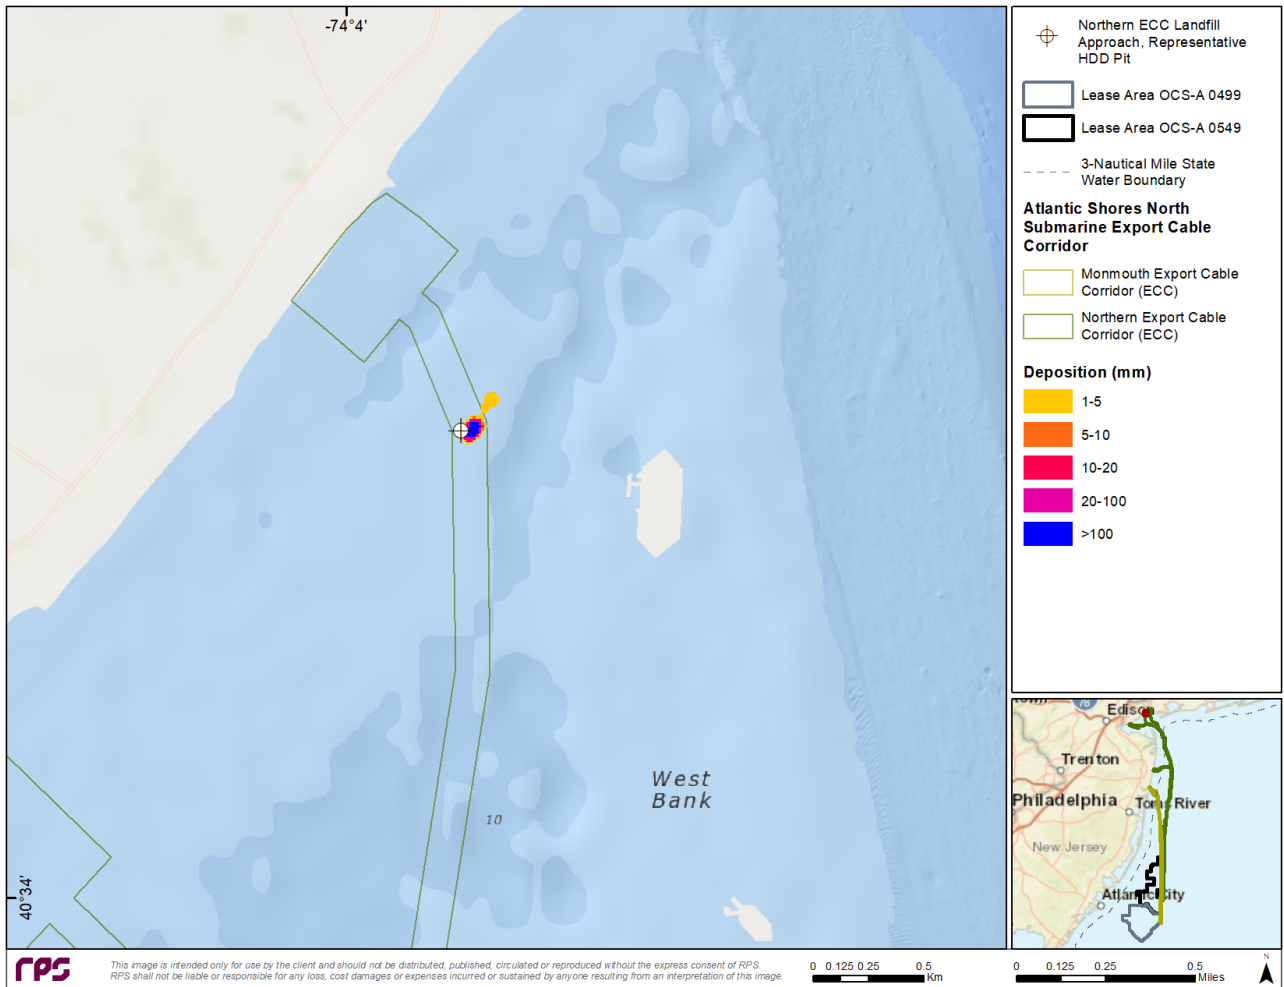 -74°4'
40°34'
West
Bank
10
Northern ECC Landfill
Approach, Representative
HDD Pit
Lease Area OCS-A 0499
Lease Area OCS-A 0549
3-Nautical Mile State
Water Boundary
Atlantic Shores North
Submarine Export Cable
Corridor
Monmouth Export Cable
Corridor (ECC)
Northern Export Cable
Corridor (ECC)
Deposition (mm)
1-5
5-10
10-20
20-100
>100
78
Edison
Trenton
Philadelphia
Toms River
New Jersey
Atlantic City
rps
This image is intended only for use by the client and should not be distributed, published, circulated or reproduced without the express consent of RPS.
RPS shall not be liable or responsible for any loss, cost damages or expenses incurred or sustained by anyone resulting from an interpretation of this image.
0 0.125 0.25 0.5
Km
0 0.125 0.25 0.5
Miles
N